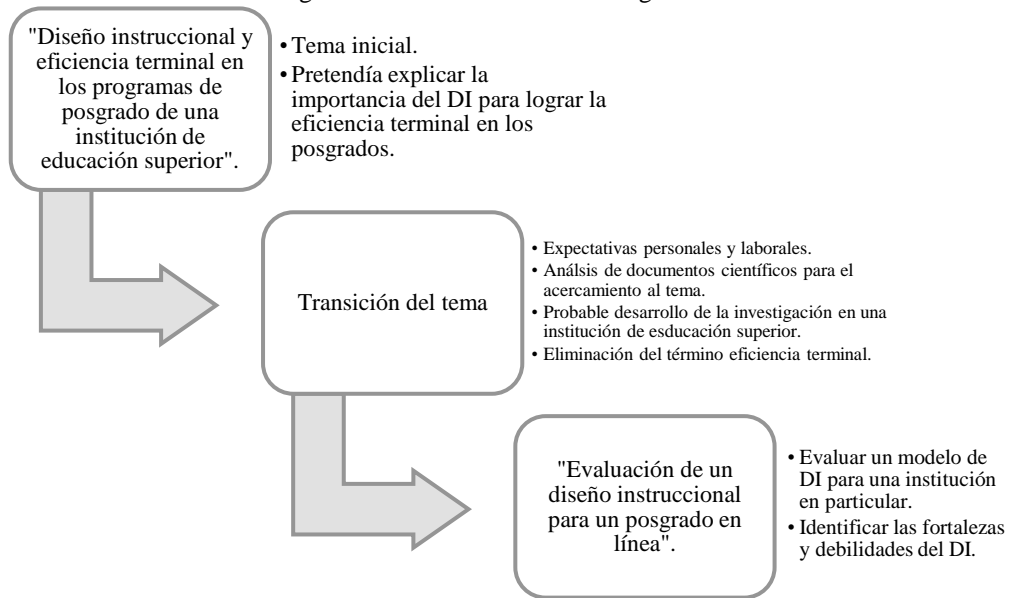 "Diseño instruccional y
eficiencia terminal en
los programas de
posgrado de una
institución de
educación superior".
• Tema inicial.
• Pretendía explicar la
importancia del DI para lograr la
eficiencia terminal en los
posgrados.
Transición del tema
• Expectativas personales y laborales.
• Análsis de documentos científicos para el
acercamiento al tema.
• Probable desarrollo de la investigación en una
institución de esducación superior.
• Eliminación del término eficiencia terminal.
"Evaluación de un
diseño instruccional
para un posgrado en
línea".
• Evaluar un modelo de
DI para una institución
en particular.
• Identificar las fortalezas
y debilidades del DI.